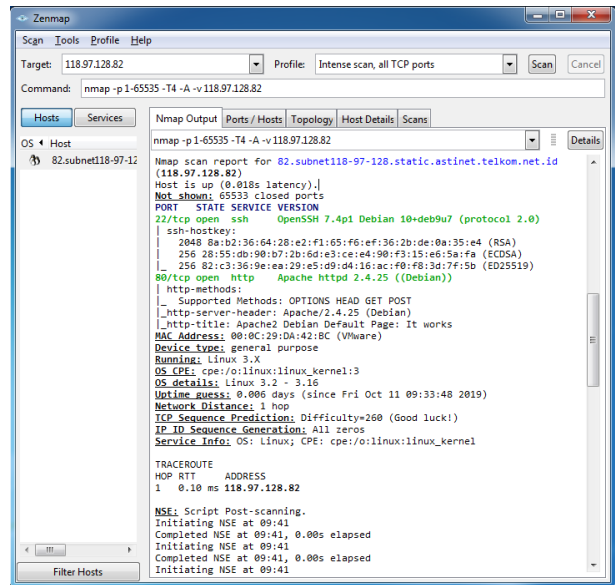 Zenmap
Scan Tools Profile Help
Target: 118.97.128.82 Profile: Intense scan, all TCP ports Scan Cancel
Command: nmap -p 1-65535 -T4 -A -v 118.97.128.82
Hosts Services
Nmap Output Ports / Hosts Topology Host Details Scans
OS Host
82.subnet118-97-12
nmap -p 1-65535 -T4 -A -v 118.97.128.82 Details
Nmap scan report for 82.subnet118-97-128.static.astinet.telkom.net.id
(118.97.128.82)
Host is up (0.018s latency).
Not shown: 65533 closed ports
PORT STATE SERVICE VERSION
22/tcp open ssh OpenSSH 7.4p1 Debian 10+deb9u7 (protocol 2.0)
| ssh-hostkey:
| 2048 8a:b2:36:64:28:e2:f1:65:f6:ef:36:2b:de:0a:35:e4 (RSA)
| 256 28:55:db:90:b7:2b:6d:e3:ce:e4:90:f3:15:e6:5a:fa (ECDSA)
|_ 256 82:c3:36:9e:ea:29:e5:d9:d4:16:ac:f0:f8:3d:7f:5b (ED25519)
80/tcp open http Apache httpd 2.4.25 ((Debian))
| http-methods:
|_ Supported Methods: OPTIONS HEAD GET POST
|_http-server-header: Apache/2.4.25 (Debian)
|_http-title: Apache2 Debian Default Page: It works
MAC Address: 00:0C:29:DA:42:BC (VMware)
Device type: general purpose
Running: Linux 3.X
OS CPE: cpe:/o:linux:linux_kernel:3
OS details: Linux 3.2 - 3.16
Uptime guess: 0.006 days (since Fri Oct 11 09:33:48 2019)
Network Distance: 1 hop
TCP Sequence Prediction: Difficulty=260 (Good luck!)
IP ID Sequence Generation: All zeros
Service Info: OS: Linux; CPE: cpe:/o:linux:linux_kernel
TRACEROUTE
HOP RTT ADDRESS
1 0.10 ms 118.97.128.82
NSE: Script Post-scanning.
Initiating NSE at 09:41
Completed NSE at 09:41, 0.00s elapsed
Initiating NSE at 09:41
Completed NSE at 09:41, 0.00s elapsed
Initiating NSE at 09:41
Filter Hosts